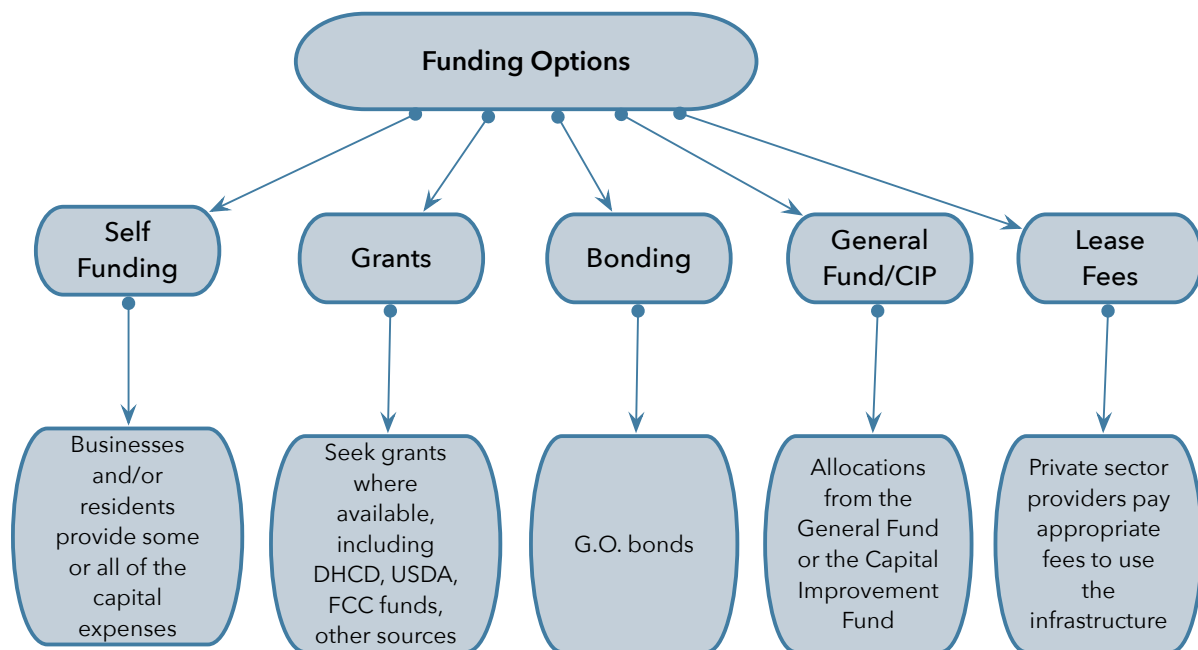 Funding Options
Self
Funding
Grants
Bonding
General
Fund/CIP
Lease
Fees
Businesses
and/or
residents
provide some
or all of the
capital
expenses
Seek grants
where
available,
including
DHCD, USDA,
FCC funds,
other sources
G.O. bonds
Allocations
from the
General Fund
or the Capital
Improvement
Fund
Private sector
providers pay
appropriate
fees to use
the
infrastructure